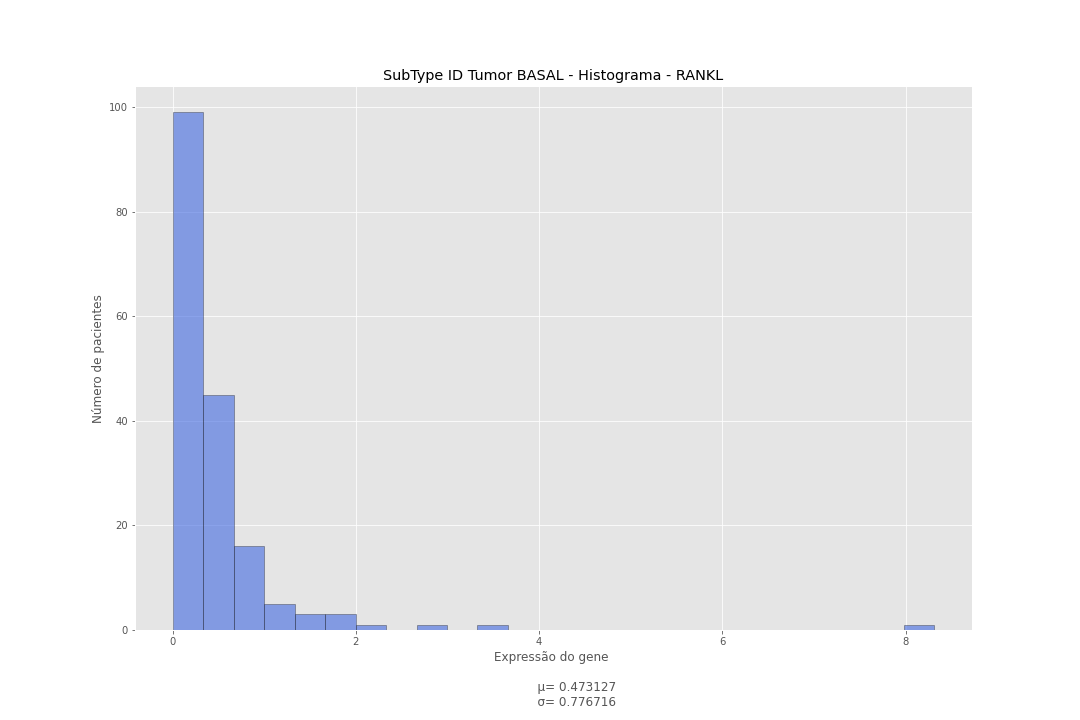 SubType ID Tumor BASAL - Histograma - RANKL
100
80
60
40
20
0
Número de pacientes
0 2 4 6 8
Expressão do gene
μ= 0.473127
σ= 0.776716